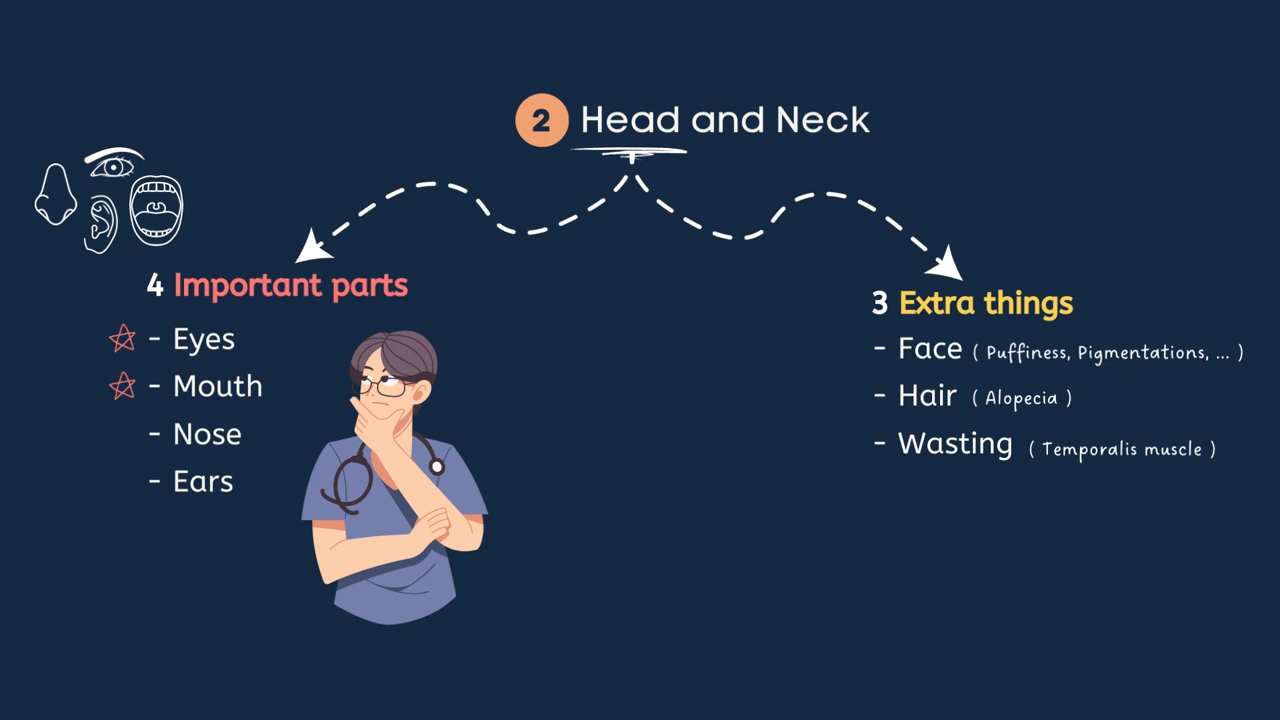 2 Head and Neck
4 Important parts
- Eyes
- Mouth
- Nose
- Ears
3 Extra things
- Face ( Puffiness, Pigmentations, ... )
- Hair ( Alopecia )
- Wasting ( Temporalis muscle )